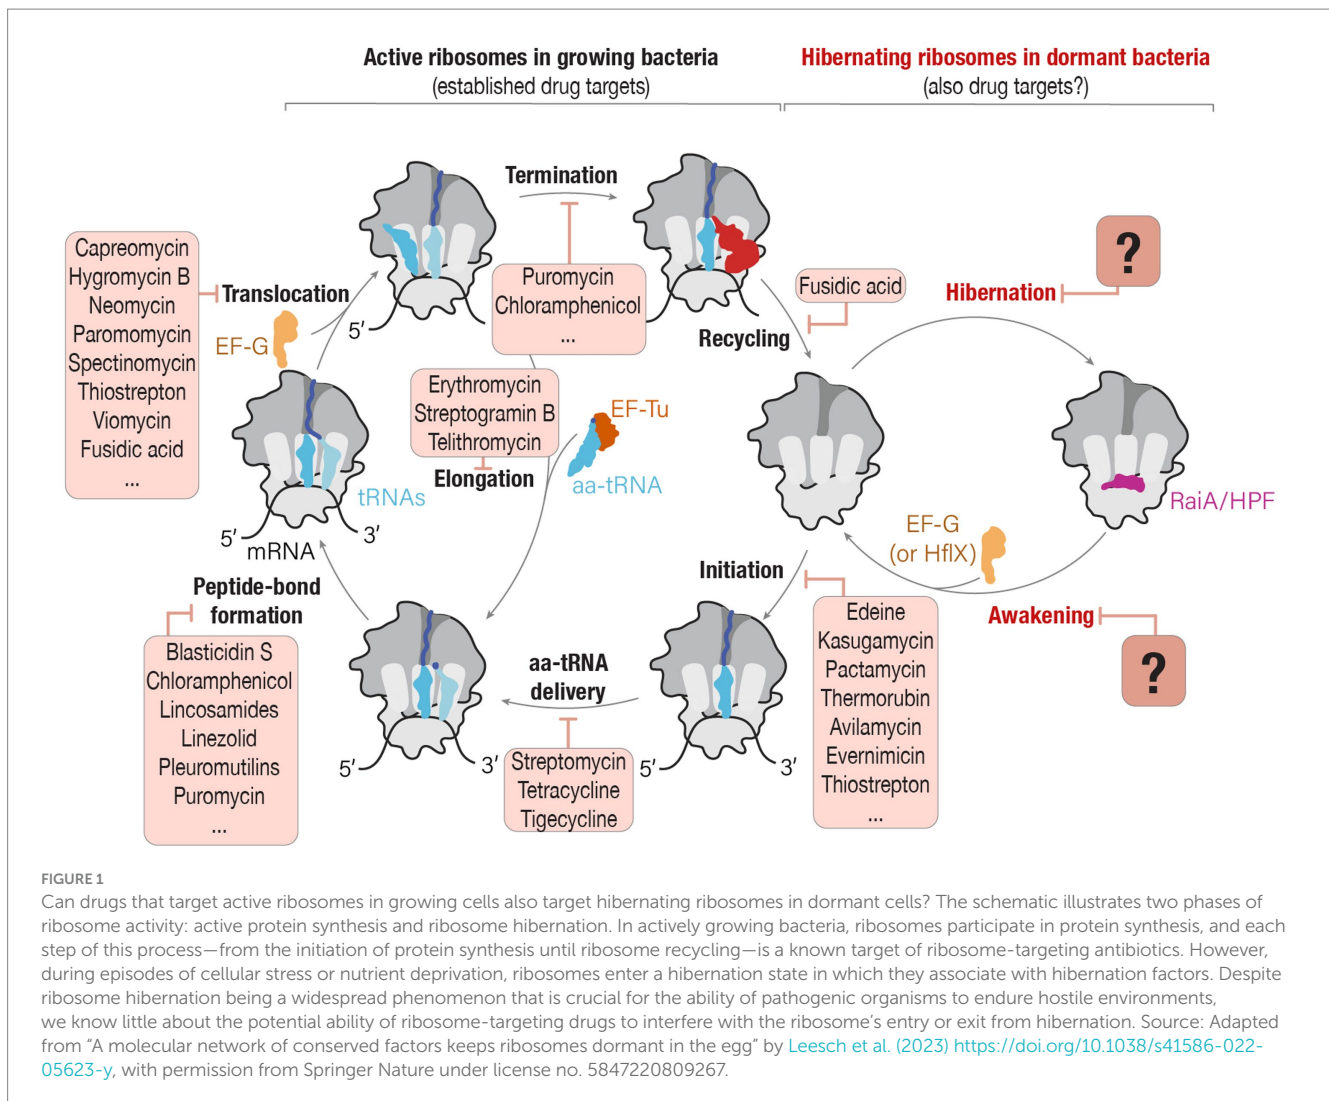 Active ribosomes in growing bacteria
(established drug targets)
Hibernating ribosomes in dormant bacteria
(also drug targets?)
Termination
Capreomycin
Hygromycin B
Neomycin
Paromomycin
Spectinomycin
Thiostrepton
Viomycin
Fusidic acid
...
Translocation
EF-G
5’
Puromycin
Chloramphenicol
...
Recycling
Fusidic acid
Hibernation
?
Erythromycin
Streptogramin B
Telithromycin
Elongation
EF-Tu
aa-tRNA
tRNAs
5’
mRNA
3’
RaiA/HPF
EF-G
(or HflX)
Peptide-bond
formation
Blasticidin S
Chloramphenicol
Lincosamides
Linezolid
Pleuromutilins
Puromycin
...
aa-tRNA
delivery
5’
3’
Streptomycin
Tetracycline
Tigecycline
5’
3’
Initiation
Edeine
Kasugamycin
Pactamycin
Thermorubin
Avilamycin
Evernimicin
Thiostrepton
...
Awakening
?
FIGURE 1
Can drugs that target active ribosomes in growing cells also target hibernating ribosomes in dormant cells? The schematic illustrates two phases of
ribosome activity: active protein synthesis and ribosome hibernation. In actively growing bacteria, ribosomes participate in protein synthesis, and each
step of this process—from the initiation of protein synthesis until ribosome recycling—is a known target of ribosome-targeting antibiotics. However,
during episodes of cellular stress or nutrient deprivation, ribosomes enter a hibernation state in which they associate with hibernation factors. Despite
ribosome hibernation being a widespread phenomenon that is crucial for the ability of pathogenic organisms to endure hostile environments,
we know little about the potential ability of ribosome-targeting drugs to interfere with the ribosome’s entry or exit from hibernation. Source: Adapted
from “A molecular network of conserved factors keeps ribosomes dormant in the egg” by Leesch et al. (2023) https://doi.org/10.1038/s41586-022-
05623-y, with permission from Springer Nature under license no. 5847220809267.